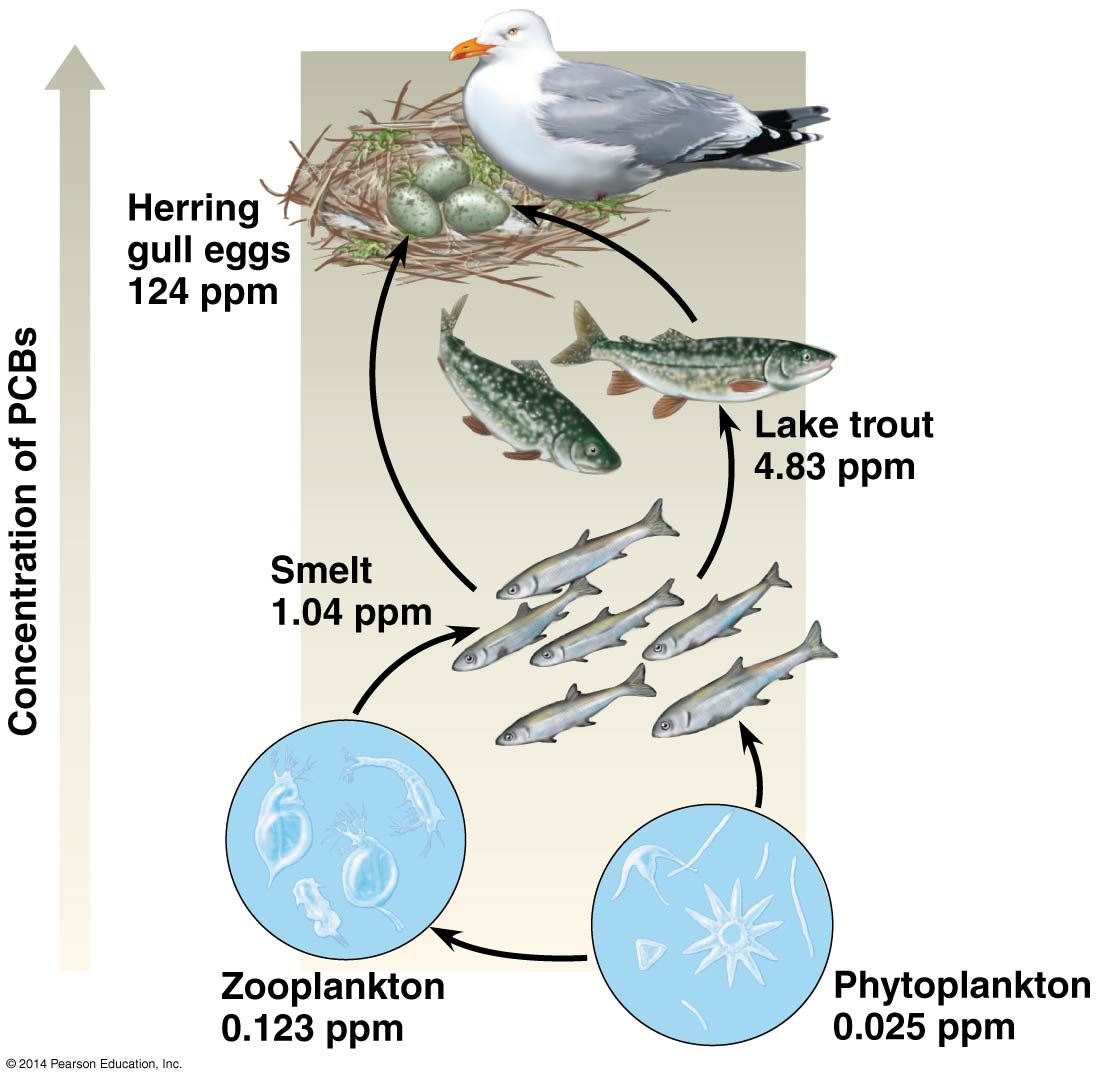 Concentration of PCBs
Herring
gull eggs
124 ppm
Lake trout
4.83 ppm
Smelt
1.04 ppm
Zooplankton
0.123 ppm
Phytoplankton
0.025 ppm
© 2014 Pearson Education, Inc.